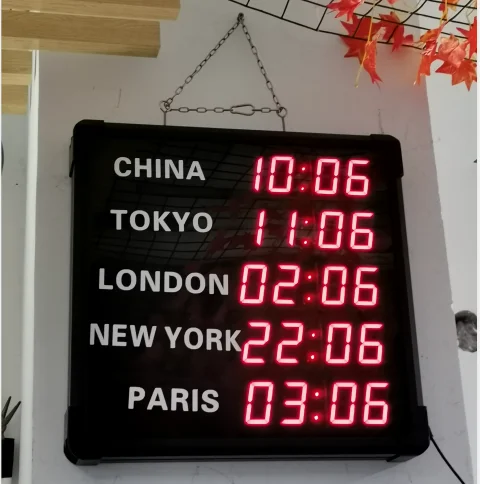 CHINA 10:06
TOKYO 11:06
LONDON 02:06
NEW YORK 22:06
PARIS 03:06